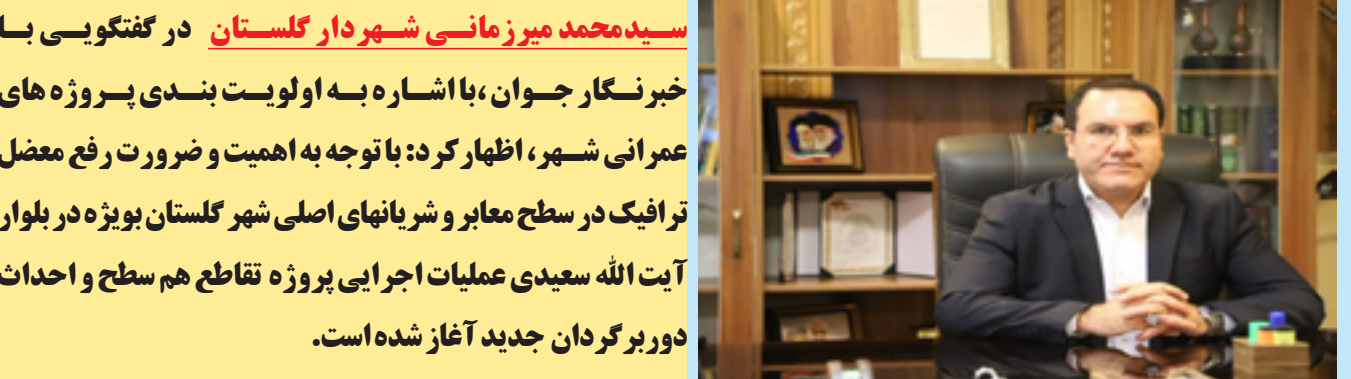 سیدمحمد میرزمانی شهردار گلستان در گفتگویی با
خبرنگار جوان،با اشاره به اولویت بندی پروژه های
عمرانی شهر، اظهار کرد: با توجه به اهمیت و ضرورت رفع معضل
ترافیک در سطح معابر و شریانهای اصلی شهر گلستان بویژه در بلوار
آیت الله سعیدی عملیات اجرایی پروژه تقاطع هم سطح و احداث
دوربرگردان جدید آغاز شده است.